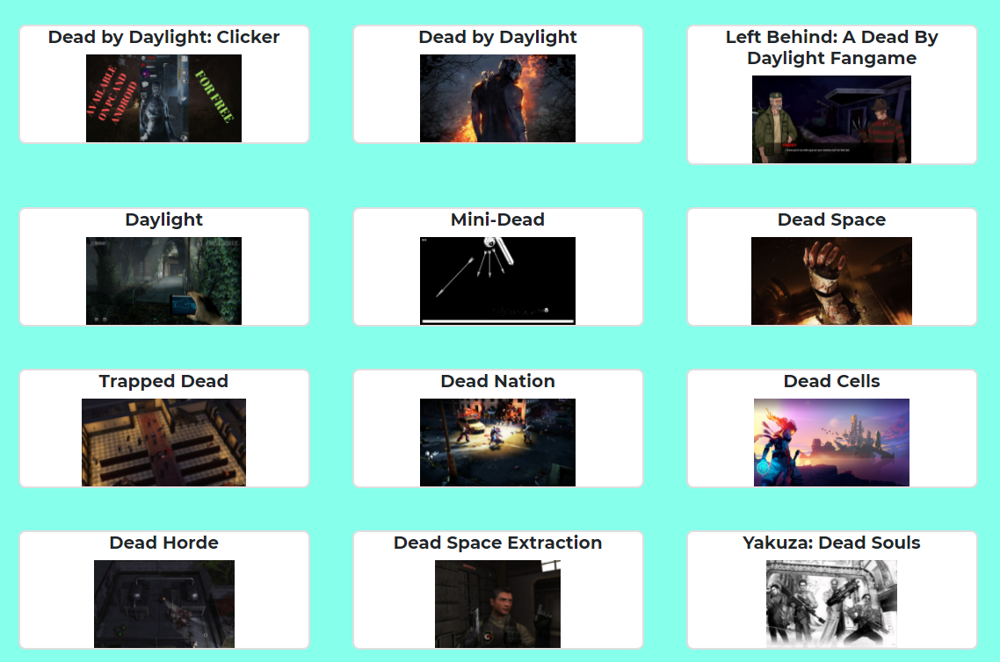 Dead by Daylight: Clicker
Dead by Daylight
Left Behind: A Dead By
Daylight Fangame
AVAILABLE
ON PC AND
ANDROID
FOR FREE
Daylight
Mini-Dead
Dead Space
Trapped Dead
Dead Nation
Dead Cells
Dead Horde
Dead Space Extraction
Yakuza: Dead Souls